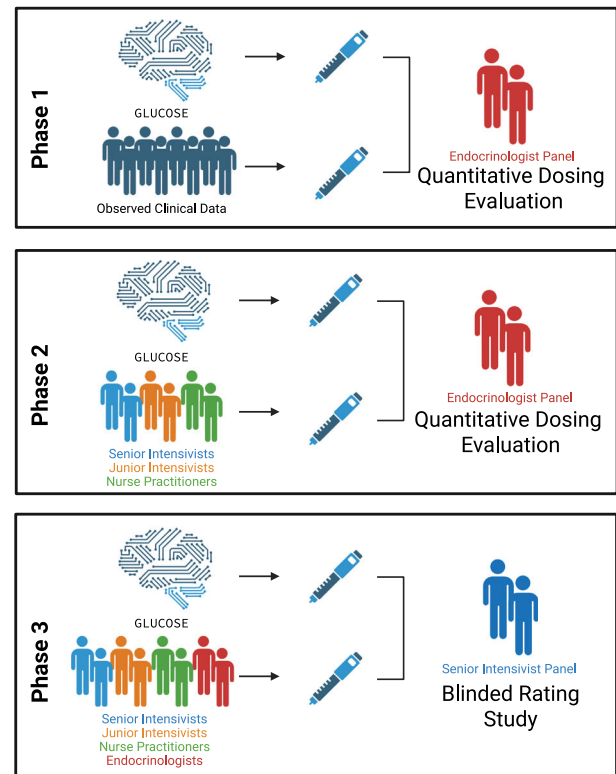 Phase 1
GLUCOSE
Observed Clinical Data
Endocrinologist Panel
Quantitative Dosing
Evaluation
Phase 2
GLUCOSE
Senior Intensivists
Junior Intensivists
Nurse Practitioners
Endocrinologist Panel
Quantitative Dosing
Evaluation
Phase 3
GLUCOSE
Senior Intensivists
Junior Intensivists
Nurse Practitioners
Endocrinologists
Senior Intensivist Panel
Blinded Rating
Study